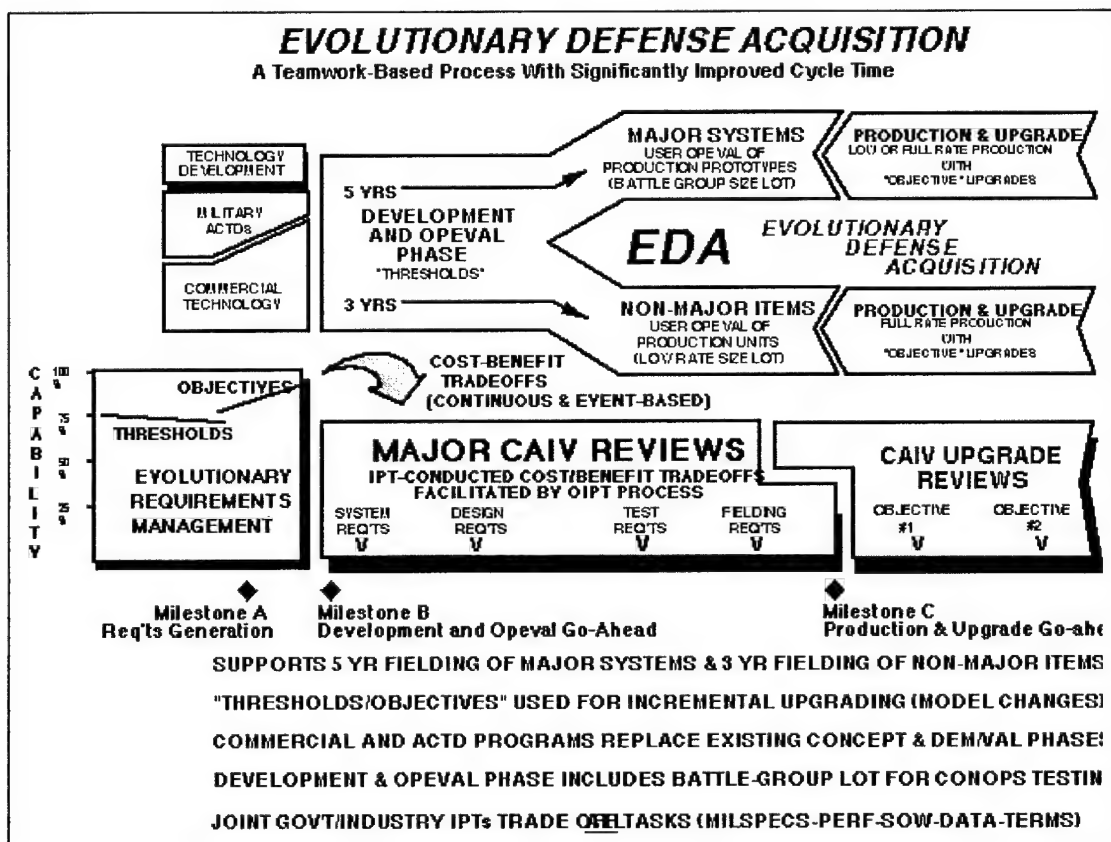 EVOLUTIONARY DEFENSE ACQUISITION
A Teamwork-Based Process With Significantly Improved Cycle Time
TECHNOLOGY
DEVELOPMENT
MILITARY
ACTDs
COMMERCIAL
TECHNOLOGY
5 YRS
DEVELOPMENT
AND OPEVAL
PHASE
"THRESHOLDS"
3 YRS
MAJOR SYSTEMS
USER OPEVAL OF
PRODUCTION PROTOTYPES
(BATTLE GROUP SIZE LOT)
PRODUCTION & UPGRADE
LOW OR FULL RATE PRODUCTION
WITH
"OBJECTIVE" UPGRADES
EDA
EVOLUTIONARY
DEFENSE
ACQUISITION
NON-MAJOR ITEMS
USER OPEVAL OF
PRODUCTION UNITS
(LOW RATE SIZE LOT)
PRODUCTION & UPGRADE
FULL RATE PRODUCTION
WITH
"OBJECTIVE" UPGRADES
COST-BENEFIT
TRADEOFFS
(CONTINUOUS & EVENT-BASED)
CAPABILITY
100 %
75 %
50 %
25 %
OBJECTIVES
THRESHOLDS
EVOLUTIONARY
REQUIREMENTS
MANAGEMENT
MAJOR CAIV REVIEWS
IPT-CONDUCTED COST/BENEFIT TRADEOFFS
FACILITATED BY OIPT PROCESS
SYSTEM
REQ'TS
DESIGN
REQ'TS
TEST
REQ'TS
FIELDING
REQ'TS
CAIV UPGRADE
REVIEWS
OBJECTIVE
#1
OBJECTIVE
#2
Milestone A
Req'ts Generation
Milestone B
Development and Opeval Go-Ahead
Milestone C
Production & Upgrade Go-ahe
SUPPORTS 5 YR FIELDING OF MAJOR SYSTEMS & 3 YR FIELDING OF NON-MAJOR ITEMS
"THRESHOLDS/OBJECTIVES" USED FOR INCREMENTAL UPGRADING (MODEL CHANGES)
COMMERCIAL AND ACTD PROGRAMS REPLACE EXISTING CONCEPT & DEM/VAL PHASES
DEVELOPMENT & OPEVAL PHASE INCLUDES BATTLE-GROUP LOT FOR CONOPS TESTIN
JOINT GOVT/INDUSTRY IPTs TRADE TASKS (MILSPECS-PERF-SOW-DATA-TERMS)